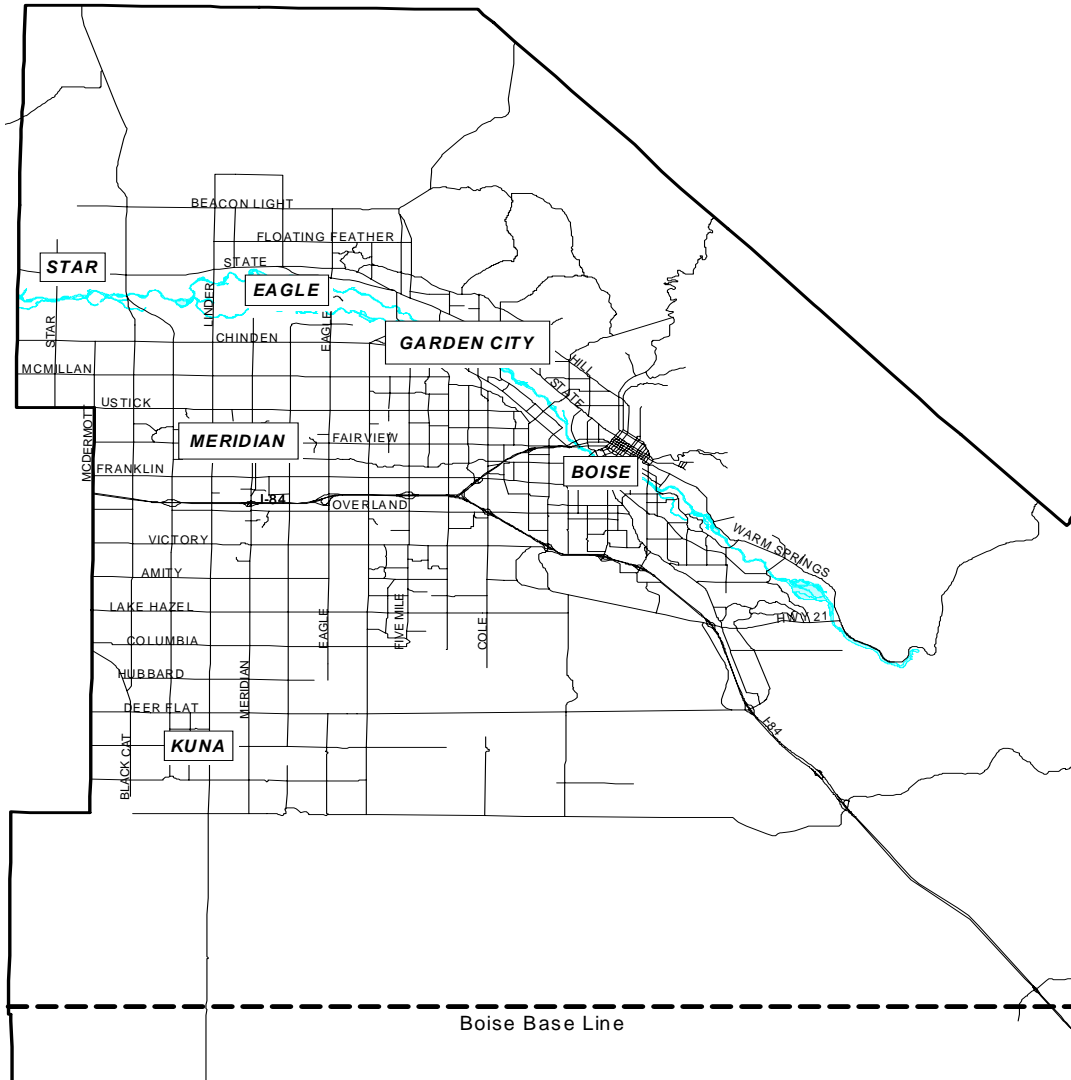 BEACON LIGHT
FLOATING FEATHER
STATE
STAR
EAGLE
LINDER
STAR
EAGLE
CHINDEN
GARDEN CITY
HILL
STATE
MCMILLAN
USTICK
MCDERMOTT
MERIDIAN
FAIRVIEW
FRANKLIN
BOISE
I-84
OVERLAND
VICTORY
WARM SPRINGS
AMITY
LAKE HAZEL
EAGLE
FIVE MILE
COLE
HWY 21
COLUMBIA
HUBBARD
MERIDIAN
DEER FLAT
I-84
KUNA
BLACK CAT
Boise Base Line